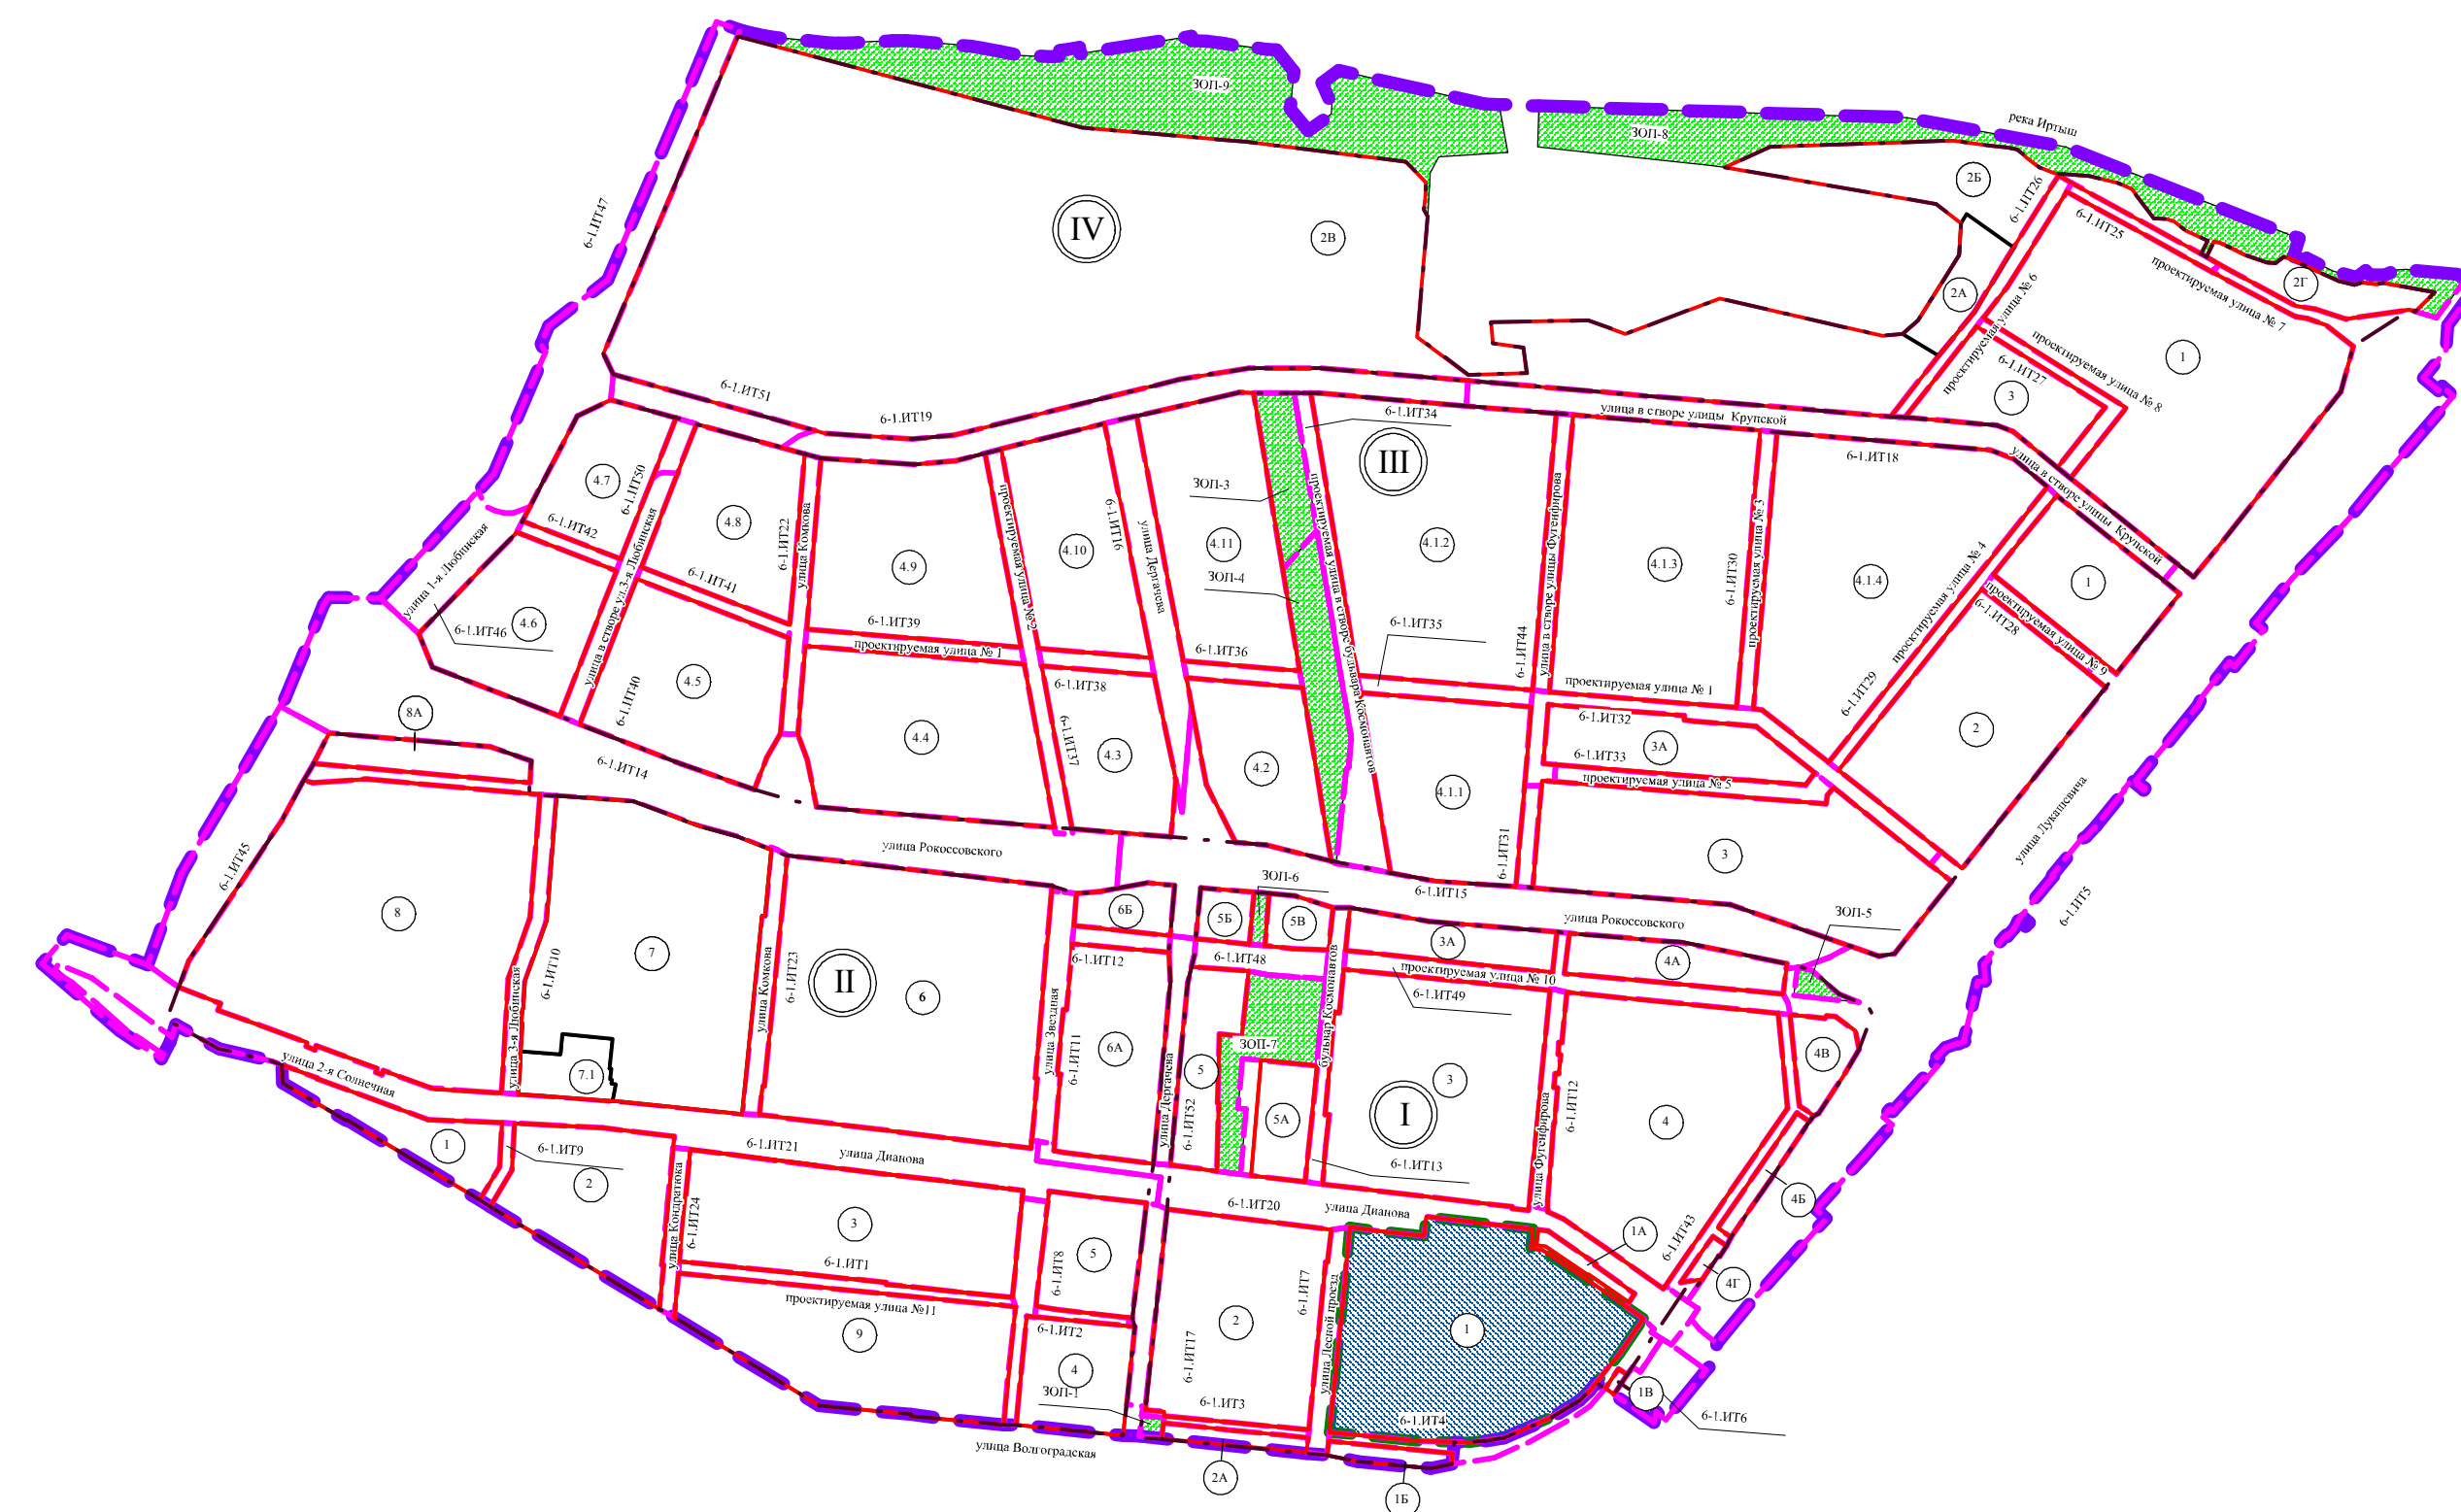 ЗОП-9
ЗОП-8
река Иртыш
2Б
6-1.ИТ26
6-1.ИТ25
6-1.ИТ47
IV
2В
проектируемая улица № 7
2Г
2А
проектируемая улица № 6
проектируемая улица № 8
6-1.ИТ27
1
3
6-1.ИТ51
6-1.ИТ19
6-1.ИТ34
улица в створе улицы Крупской
III
6-1.ИТ18
улица в створе улицы Крупской
4.7
6-1.ИТ50
6-1.ИТ42
4.8
6-1.ИТ22
улица Комкова
4.9
проектируемая улица № 2
4.10
6-1.ИТ16
улица Дергачева
4.11
ЗОП-3
ЗОП-4
проектируемая улица в створе бульвара Космонавтов
4.1.2
улица в створе улицы Фугенфирова
4.1.3
6-1.ИТ30
проектируемая улица № 3
4.1.4
проектируемая улица № 4
1
проектируемая улица № 9
6-1.ИТ28
улица 1-я Любинская
6-1.ИТ46
4.6
улица в створе ул.3-я Любинская
6-1.ИТ41
6-1.ИТ39
проектируемая улица № 1
6-1.ИТ36
6-1.ИТ35
6-1.ИТ44
6-1.ИТ40
4.5
6-1.ИТ38
проектируемая улица № 1
6-1.ИТ29
2
8А
4.4
6-1.ИТ37
4.3
4.2
4.1.1
6-1.ИТ32
3А
6-1.ИТ33
проектируемая улица № 5
6-1.ИТ14
6-1.ИТ31
3
улица Лукашевича
6-1.ИТ45
улица Рокоссовского
ЗОП-6
6-1.ИТ15
улица Рокоссовского
ЗОП-5
6-1.ИТ5
8
7
6Б
5Б
5В
3А
4А
6-1.ИТ10
улица 3-я Любинская
улица Комкова
6-1.ИТ23
II
6
улица Звездная
6-1.ИТ12
6-1.ИТ48
бульвар Космонавтов
проектируемая улица № 10
6-1.ИТ49
6-1.ИТ11
6А
улица Дергачева
5
6-1.ИТ52
ЗОП-7
5А
3
I
улица Фугенфирова
6-1.ИТ12
4
4В
7.1
улица 2-я Солнечная
1
6-1.ИТ9
2
6-1.ИТ21
улица Дианова
6-1.ИТ13
4Б
улица Кондратюка
6-1.ИТ24
3
6-1.ИТ20
улица Дианова
1А
6-1.ИТ43
4Г
6-1.ИТ1
5
6-1.ИТ8
проектируемая улица №11
9
6-1.ИТ2
4
2
6-1.ИТ7
улица Лесной проезд
1
6-1.ИТ17
ЗОП-1
6-1.ИТ3
6-1.ИТ4
1В
6-1.ИТ6
улица Волгоградская
2А
1Б